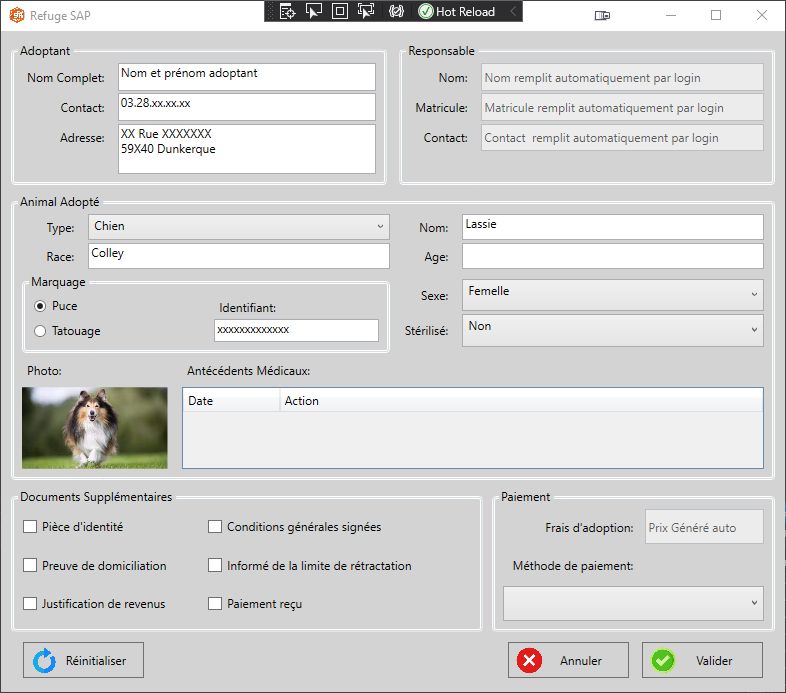 Refuge SAP
Hot Reload
Adoptant
Nom Complet: Nom et prénom adoptant
Contact: 03.28.xx.xx.xx
Adresse: XX Rue XXXXXXX
59X40 Dunkerque
Responsable
Nom: Nom remplit automatiquement par login
Matricule: Matricule remplit automatiquement par login
Contact: Contact  remplit automatiquement par login
Animal Adopté
Type: Chien
Race: Colley
Nom: Lassie
Age:
Marquage
Puce
Tatouage
Identifiant:
xxxxxxxxxxxxx
Sexe: Femelle
Stérilisé: Non
Photo:
Antécédents Médicaux:
Date Action
Documents Supplémentaires
Pièce d'identité
Conditions générales signées
Preuve de domiciliation
Informé de la limite de rétractation
Justification de revenus
Paiement reçu
Paiement
Frais d'adoption: Prix Généré auto
Méthode de paiement:
Réinitialiser
Annuler
Valider